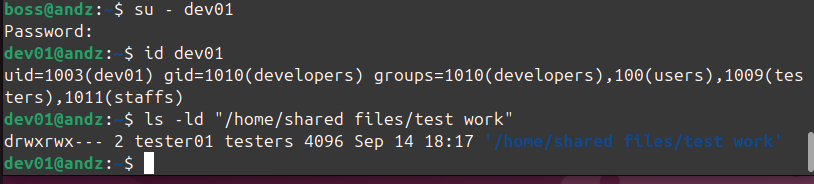 boss@andz:~$ su - dev01
Password:
dev01@andz:~$ id dev01
uid=1003(dev01) gid=1010(developers) groups=1010(developers),100(users),1009(tes
ters),1011(staffs)
dev01@andz:~$ ls -ld "/home/shared files/test work"
drwxrwx--- 2 tester01 testers 4096 Sep 14 18:17 '/home/shared files/test work'
dev01@andz:~$